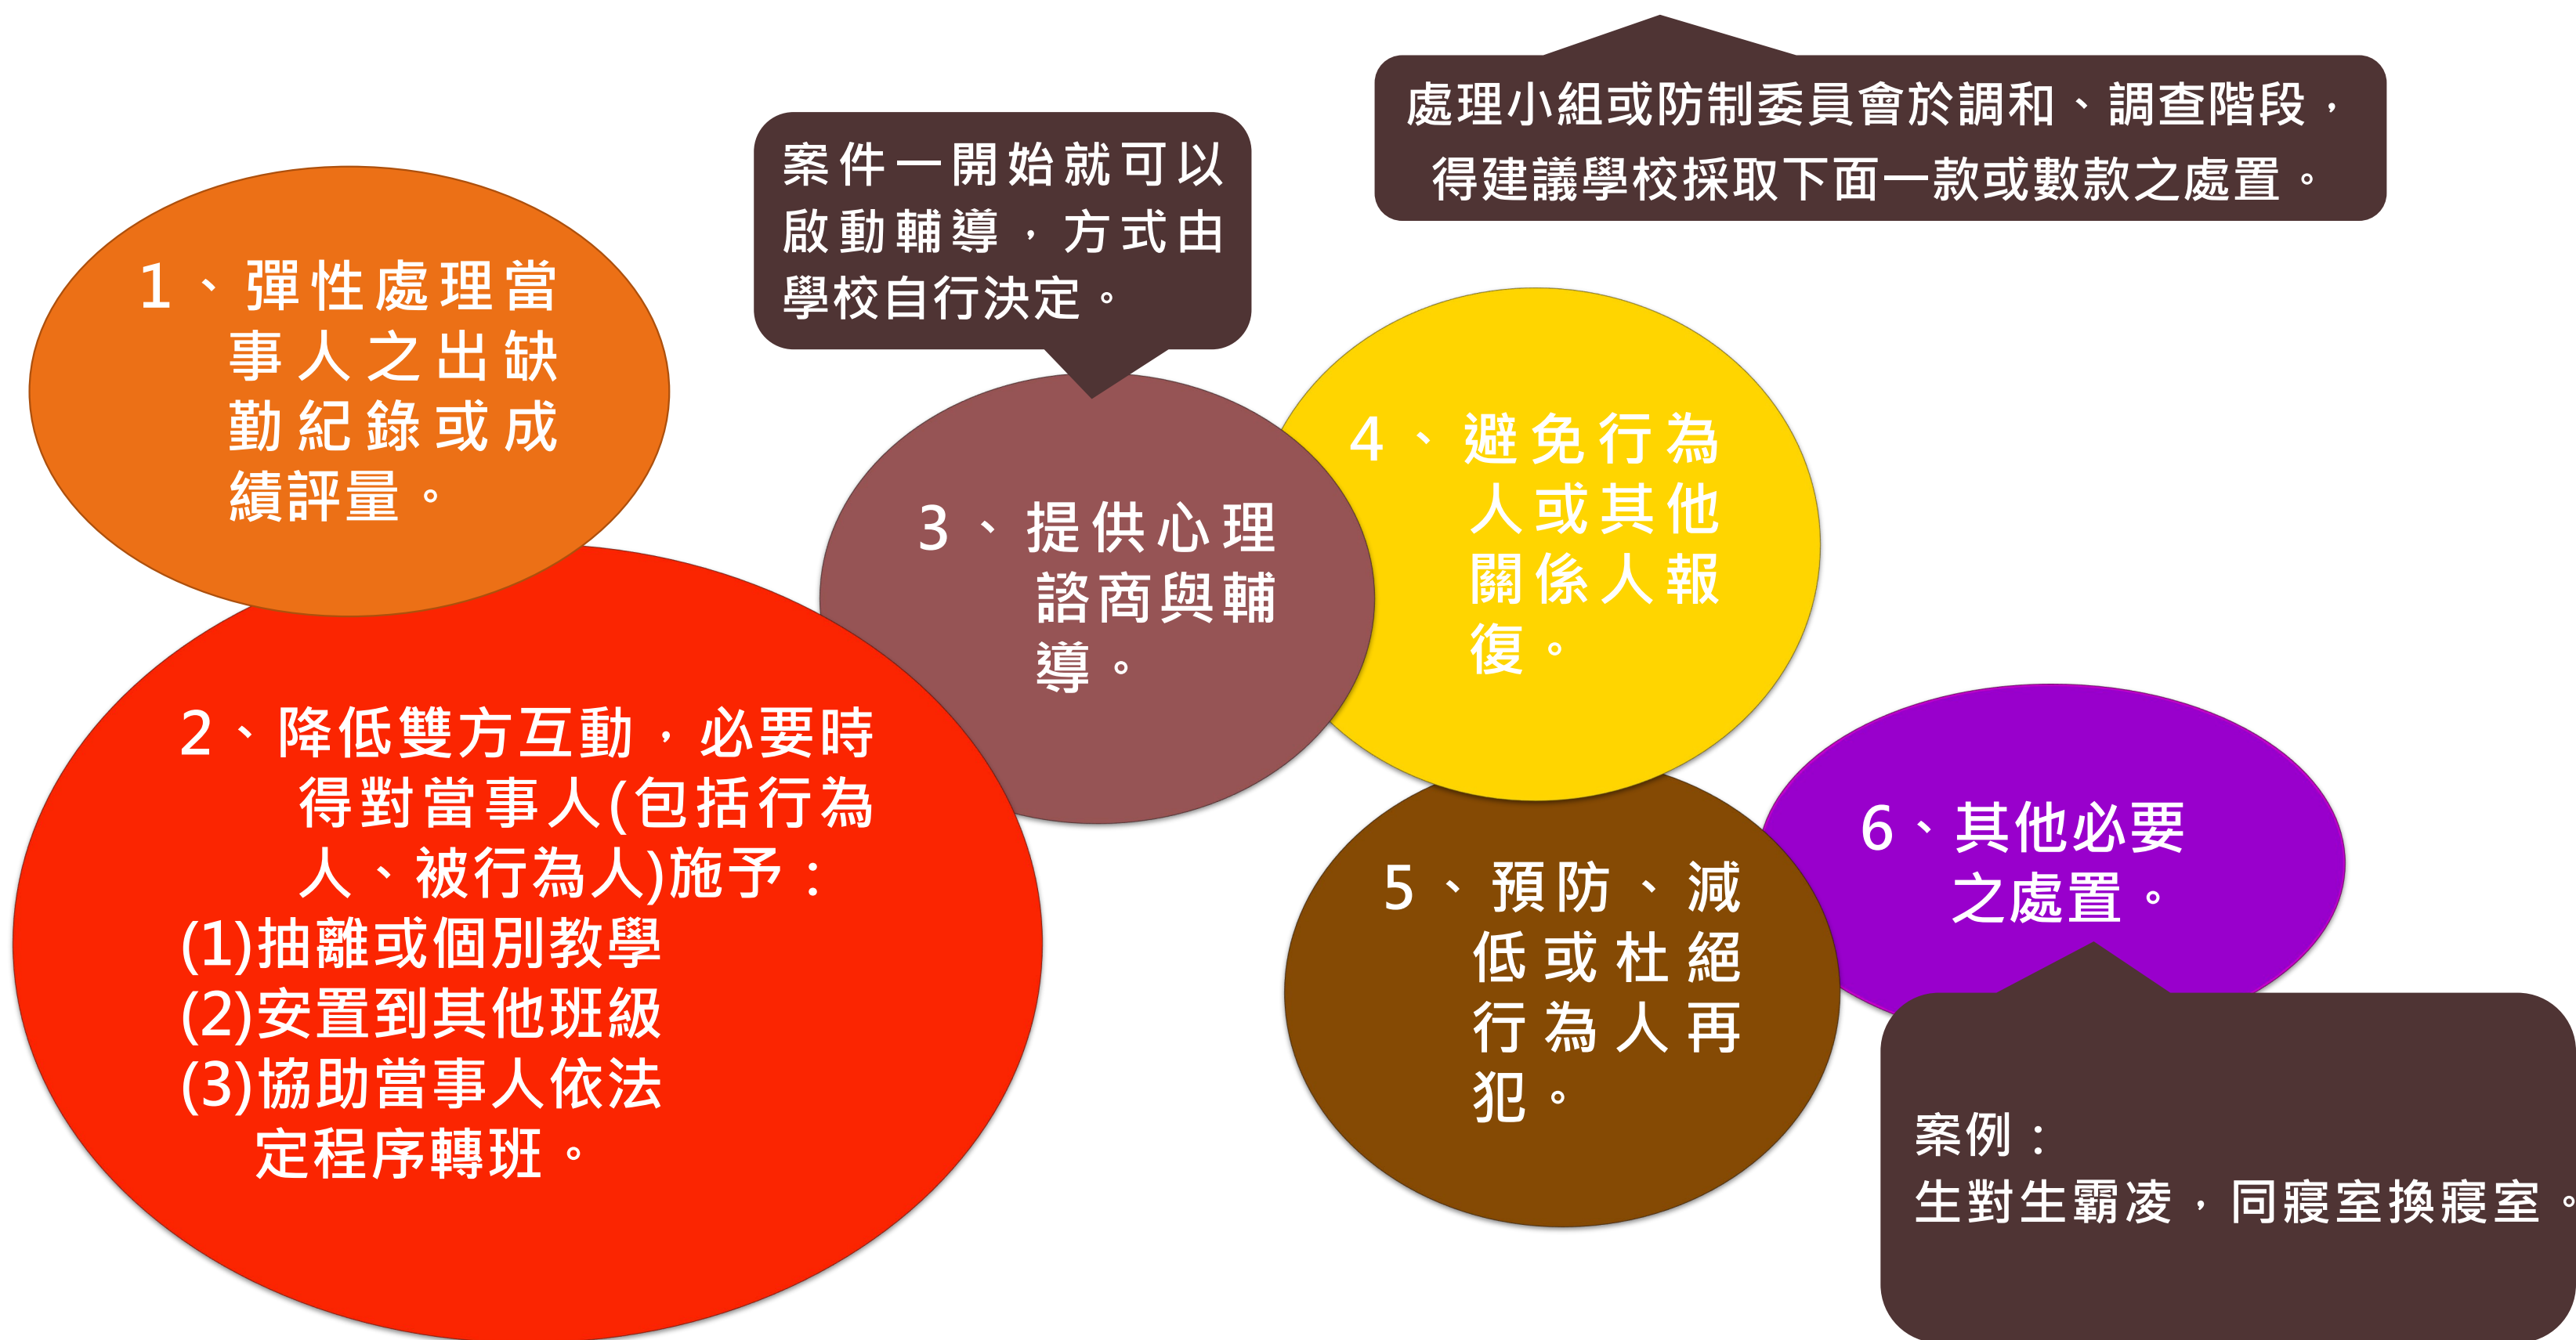 處理小組或防制委員會於調和、調查階段，
得建議學校採取下面一款或數款之處置。
案件一開始就可以
啟動輔導，方式由
學校自行決定。
1、彈性處理當
事人之出缺
勤紀錄或成
績評量。
2、降低雙方互動，必要時
得對當事人(包括行為
人、被行為人)施予：
(1)抽離或個別教學
(2)安置到其他班級
(3)協助當事人依法
定程序轉班。
3、提供心理
諮商與輔
導。
4、避免行為
人或其他
關係人報
復。
5、預防、減
低或杜絕
行為人再
犯。
6、其他必要
之處置。
案例：
生對生霸凌，同寢室換寢室。